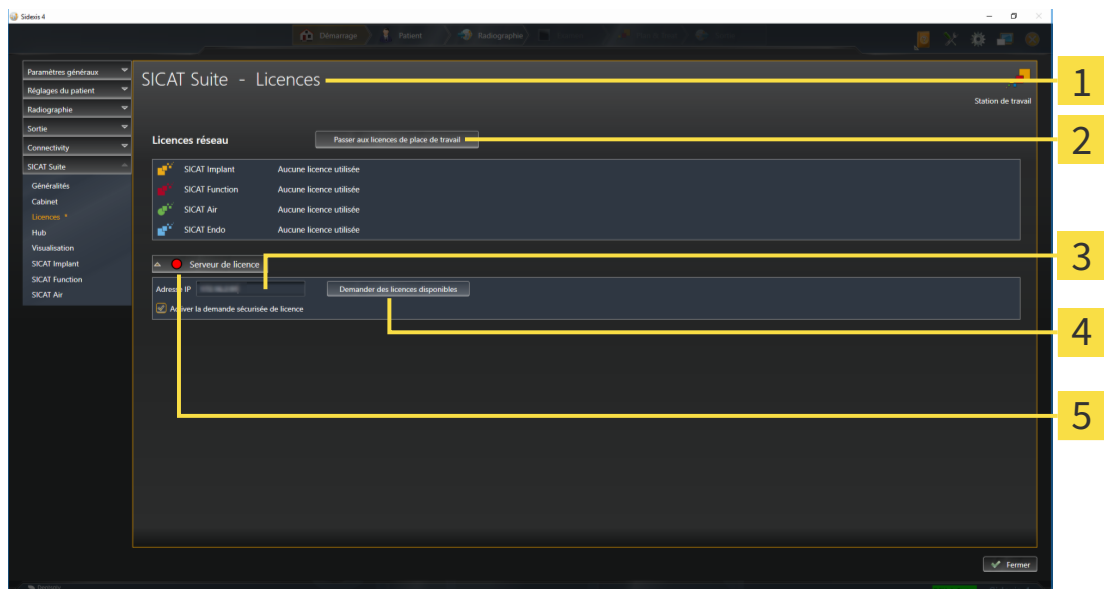 Sidexis 4
Démarrage
Patient
Radiographie
Paramètres généraux
Réglages du patient
Radiographie
Sortie
Connectivity
SICAT Suite
Généralités
Cabinet
Licences *
Hub
Visualisation
SICAT Implant
SICAT Function
SICAT Air
SICAT Suite - Licences
Station de travail
Licences réseau
Passer aux licences de place de travail
SICAT Implant Aucune licence utilisée
SICAT Function Aucune licence utilisée
SICAT Air Aucune licence utilisée
SICAT Endo Aucune licence utilisée
Serveur de licence
Adresse IP
Demander des licences disponibles
Activer la demande sécurisée de licence
Fermer
1
2
3
4
5